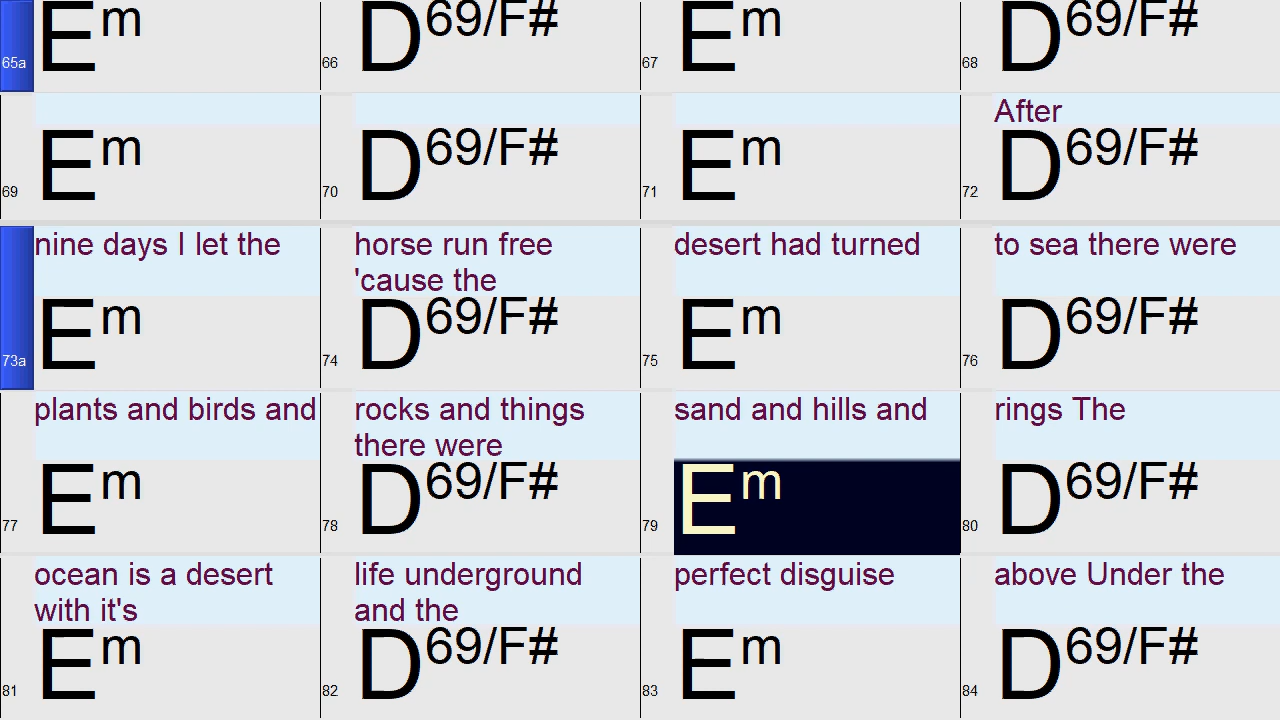 65a Em 66 D69/F# 67 Em 68 D69/F#
After
69 Em 70 D69/F# 71 Em 72 D69/F#
nine days I let the horse run free desert had turned to sea there were
'cause the
73a Em 74 D69/F# 75 Em 76 D69/F#
plants and birds and rocks and things sand and hills and rings The
there were
77 Em 78 D69/F# 79 Em 80 D69/F#
ocean is a desert life underground perfect disguise above Under the
with it's and the
81 Em 82 D69/F# 83 Em 84 D69/F#